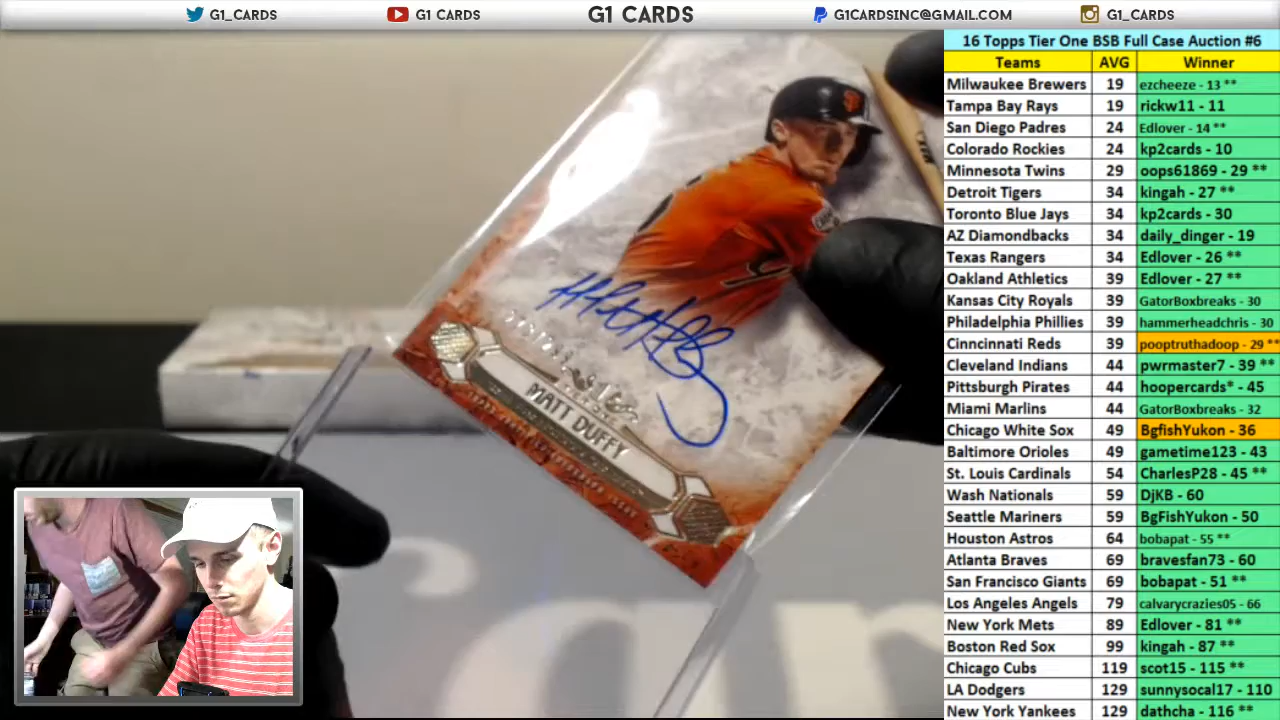 G1_CARDS G1 CARDS G1 CARDS G1CARDSINC@GMAIL.COM G1_CARDS
16 Topps Tier One BSB Full Case Auction #6
Teams AVG Winner
Milwaukee Brewers 19 ezcheeze - 13 **
Tampa Bay Rays 19 rickw11 - 11
San Diego Padres 24 Edlover - 14 **
Colorado Rockies 24 kp2cards - 10
Minnesota Twins 29 oops61869 - 29 **
Detroit Tigers 34 kingah - 27 **
Toronto Blue Jays 34 kp2cards - 30
AZ Diamondbacks 34 daily_dinger - 19
Texas Rangers 34 Edlover - 26 **
Oakland Athletics 39 Edlover - 27 **
Kansas City Royals 39 GatorBoxbreaks - 30
Philadelphia Phillies 39 hammerheadchris - 30
Cinncinnati Reds 39 pooptruthadoop - 29 **
Cleveland Indians 44 pwrmaster7 - 39 **
Pittsburgh Pirates 44 hoopercards* - 45
Miami Marlins 44 GatorBoxbreaks - 32
Chicago White Sox 49 BgfishYukon - 36
Baltimore Orioles 49 gametime123 - 43
St. Louis Cardinals 54 CharlesP28 - 45 **
Wash Nationals 59 DjKB - 60
Seattle Mariners 59 BgFishYukon - 50
Houston Astros 64 bobapat - 55 **
Atlanta Braves 69 bravesfan73 - 60
San Francisco Giants 69 bobapat - 51 **
Los Angeles Angels 79 calvarycrazies05 - 66
New York Mets 89 Edlover - 81 **
Boston Red Sox 99 kingah - 87 **
Chicago Cubs 119 scot15 - 115 **
LA Dodgers 129 sunnysocal17 - 110
New York Yankees 129 dathcha - 116 **
MATT DUFFY